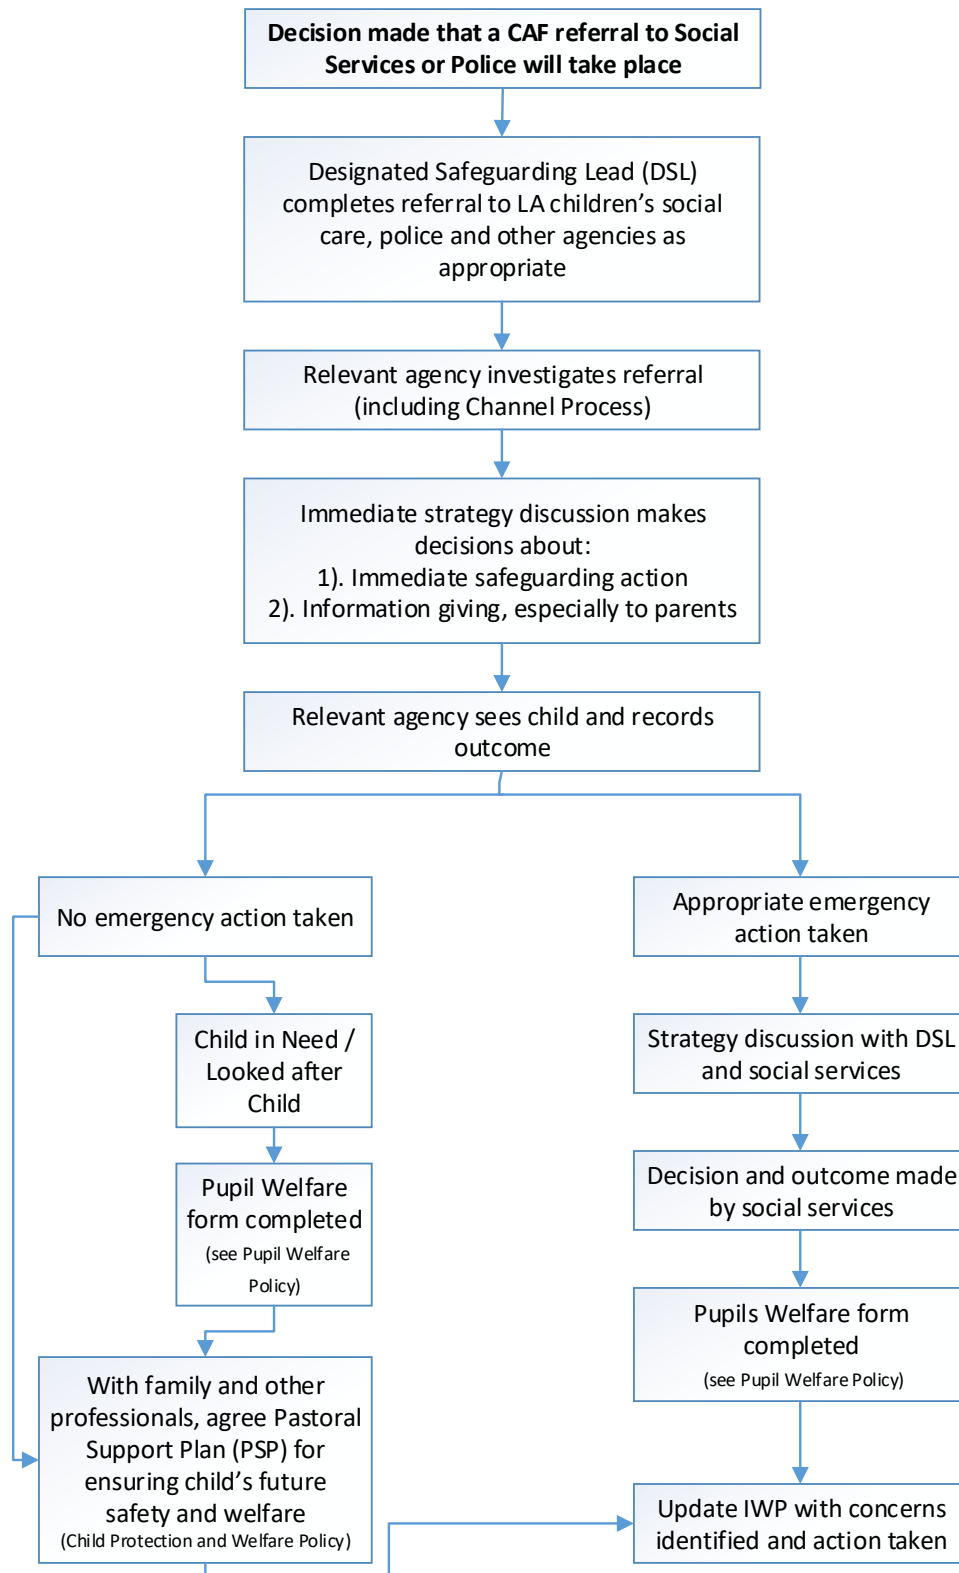 Decision made that a CAF referral to Social
Services or Police will take place
Designated Safeguarding Lead (DSL)
completes referral to LA children’s social
care, police and other agencies as
appropriate
Relevant agency investigates referral
(including Channel Process)
Immediate strategy discussion makes
decisions about:
1). Immediate safeguarding action
2). Information giving, especially to parents
Relevant agency sees child and records
outcome
No emergency action taken
Child in Need /
Looked after
Child
Pupil Welfare
form completed
(see Pupil Welfare
Policy)
With family and other
professionals, agree Pastoral
Support Plan (PSP) for
ensuring child’s future
safety and welfare
(Child Protection and Welfare Policy)
Appropriate emergency
action taken
Strategy discussion with DSL
and social services
Decision and outcome made
by social services
Pupils Welfare form
completed
(see Pupil Welfare Policy)
Update IWP with concerns
identified and action taken